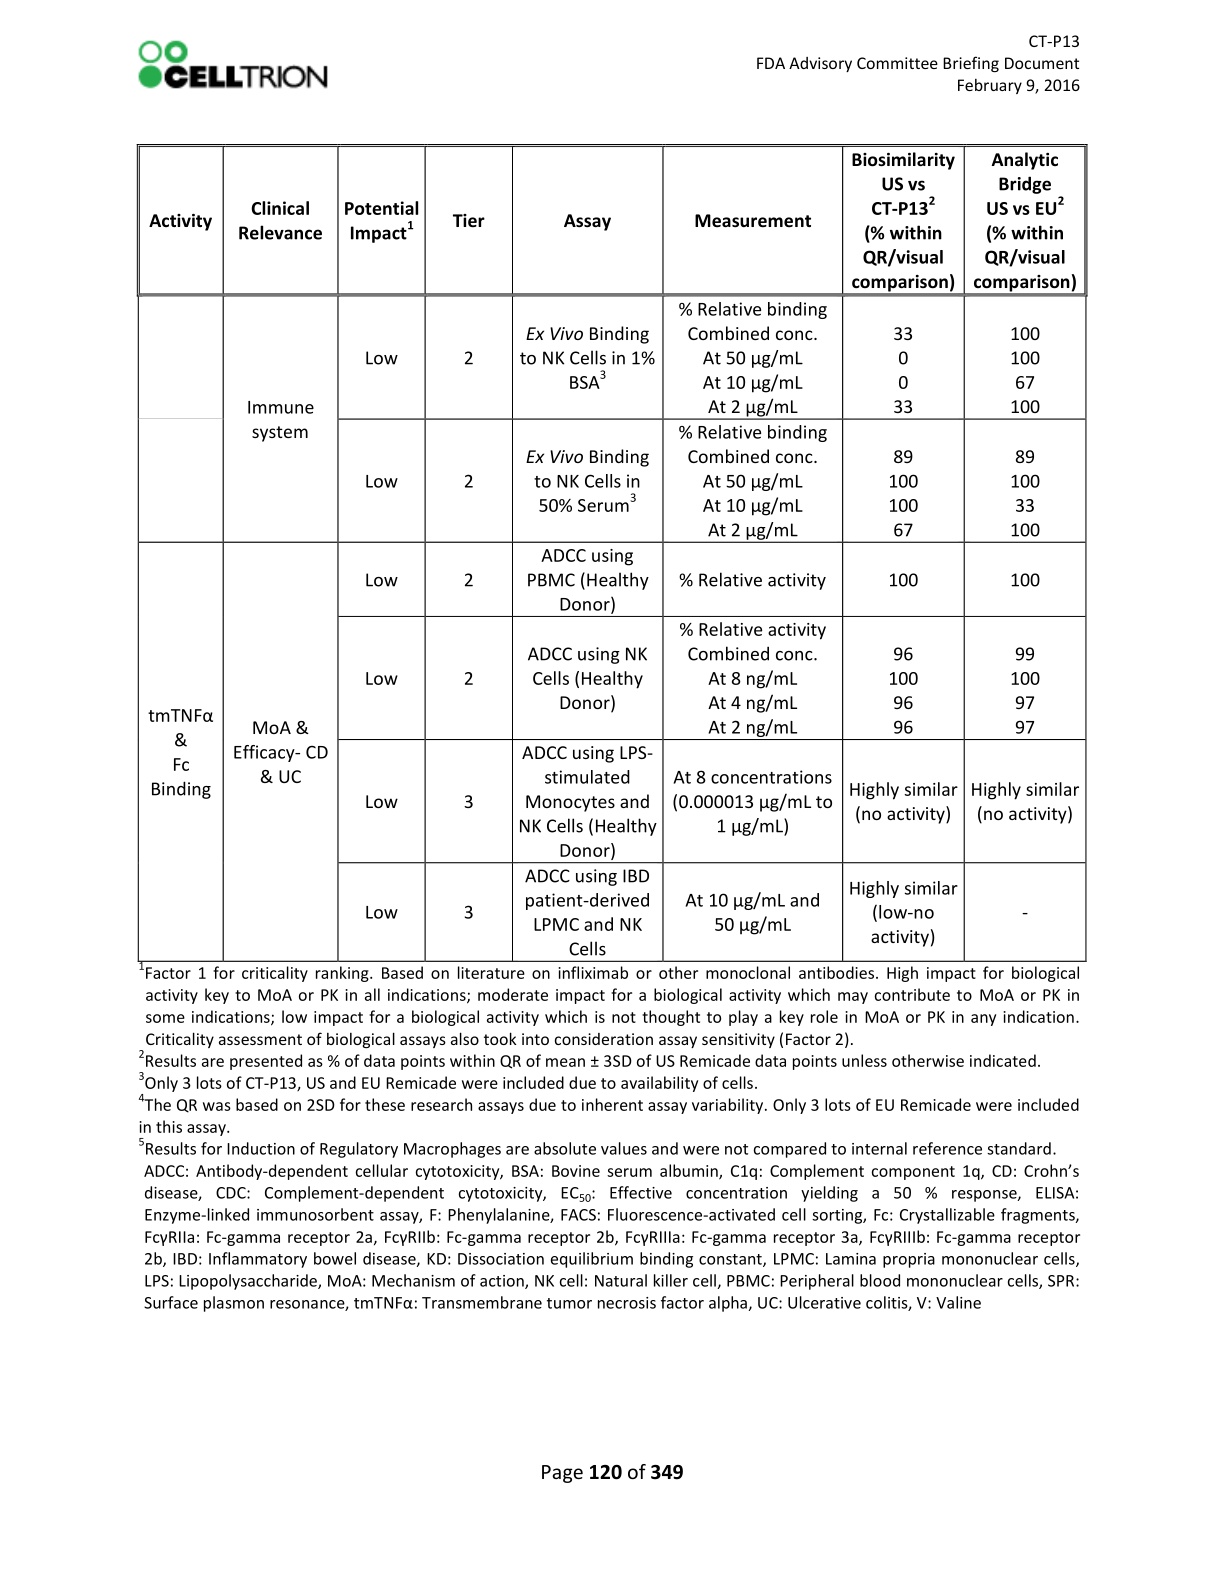 CELLTRION
CT-P13
FDA Advisory Committee Briefing Document
February 9, 2016
Activity
Clinical
Relevance
Potential
Impact1
Tier
Assay
Measurement
Biosimilarity
US vs
CT-P132
(% within
QR/visual
comparison)
Analytic
Bridge
US vs EU2
(% within
QR/visual
comparison)
Immune
system
Low
2
Ex Vivo Binding
to NK Cells in 1%
BSA3
% Relative binding
Combined conc.
At 50 µg/mL
At 10 µg/mL
At 2 µg/mL
33
0
0
33
100
100
67
100
Low
2
Ex Vivo Binding
to NK Cells in
50% Serum3
% Relative binding
Combined conc.
At 50 µg/mL
At 10 µg/mL
At 2 µg/mL
89
100
100
67
89
100
33
100
tmTNFα
&
Fc
Binding
MoA &
Efficacy- CD
& UC
Low
2
ADCC using
PBMC (Healthy
Donor)
% Relative activity
100
100
Low
2
ADCC using NK
Cells (Healthy
Donor)
% Relative activity
Combined conc.
At 8 ng/mL
At 4 ng/mL
At 2 ng/mL
96
100
96
96
99
100
97
97
Low
3
ADCC using LPS-
stimulated
Monocytes and
NK Cells (Healthy
Donor)
At 8 concentrations
(0.000013 µg/mL to
1 µg/mL)
Highly similar
(no activity)
Highly similar
(no activity)
Low
3
ADCC using IBD
patient-derived
LPMC and NK
Cells
At 10 µg/mL and
50 µg/mL
Highly similar
(low-no
activity)
-
1Factor 1 for criticality ranking. Based on literature on infliximab or other monoclonal antibodies. High impact for biological
activity key to MoA or PK in all indications; moderate impact for a biological activity which may contribute to MoA or PK in
some indications; low impact for a biological activity which is not thought to play a key role in MoA or PK in any indication.
Criticality assessment of biological assays also took into consideration assay sensitivity (Factor 2).
2Results are presented as % of data points within QR of mean ± 3SD of US Remicade data points unless otherwise indicated.
3Only 3 lots of CT-P13, US and EU Remicade were included due to availability of cells.
4The QR was based on 2SD for these research assays due to inherent assay variability. Only 3 lots of EU Remicade were included
in this assay.
5Results for Induction of Regulatory Macrophages are absolute values and were not compared to internal reference standard.
ADCC: Antibody-dependent cellular cytotoxicity, BSA: Bovine serum albumin, C1q: Complement component 1q, CD: Crohn’s
disease, CDC: Complement-dependent cytotoxicity, EC50: Effective concentration yielding a 50 % response, ELISA:
Enzyme-linked immunosorbent assay, F: Phenylalanine, FACS: Fluorescence-activated cell sorting, Fc: Crystallizable fragments,
FcγRIIa: Fc-gamma receptor 2a, FcγRIIb: Fc-gamma receptor 2b, FcγRIIIa: Fc-gamma receptor 3a, FcγRIIIb: Fc-gamma receptor
2b, IBD: Inflammatory bowel disease, KD: Dissociation equilibrium binding constant, LPMC: Lamina propria mononuclear cells,
LPS: Lipopolysaccharide, MoA: Mechanism of action, NK cell: Natural killer cell, PBMC: Peripheral blood mononuclear cells, SPR:
Surface plasmon resonance, tmTNFα: Transmembrane tumor necrosis factor alpha, UC: Ulcerative colitis, V: Valine
Page 120 of 349